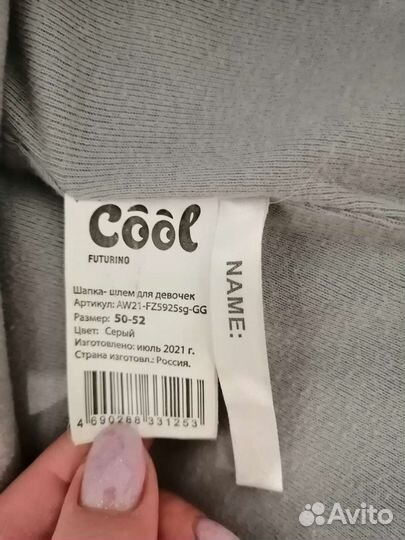 Cool
FUTURINO
Шапка- шлем для девочек
Артикул: AW21-FZ5925sg-GG
Размер: 50-52
Цвет: Серый
Изготовлено: июль 2021 г.
Страна изготовл.: Россия.
4 690288 331253
NAME:
Avito